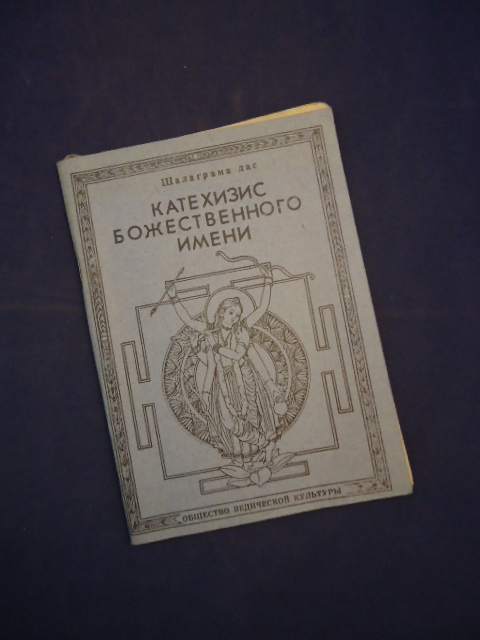 Шалаграма дас
КАТЕХИЗИС
БОЖЕСТВЕННОГО
ИМЕНИ
ОБЩЕСТВО ВЕДИЧЕСКОЙ КУЛЬТУРЫ